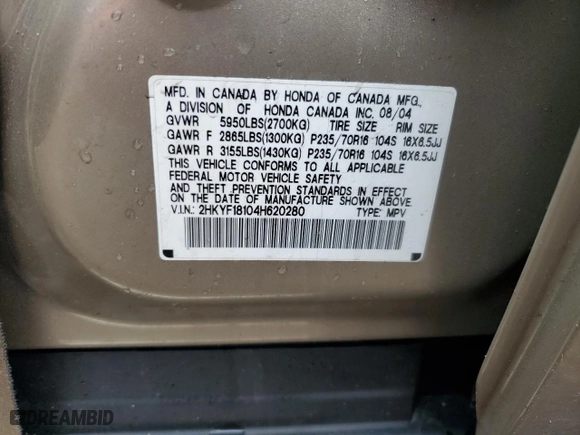 MFD. IN CANADA BY HONDA OF CANADA MFG.,
A DIVISION OF HONDA CANADA INC. 08/04
GVWR 5950LBS(2700KG) TIRE SIZE RIM SIZE
GAWR F 2865LBS(1300KG) P235/70R16 104S 16X6.5JJ
GAWR R 3155LBS(1430KG) P235/70R16 104S 16X6.5JJ
THIS VEHICLE CONFORMS TO ALL APPLICABLE
FEDERAL MOTOR VEHICLE SAFETY
AND THEFT PREVENTION STANDARDS IN EFFECT
ON THE DATE OF MANUFACTURE SHOWN ABOVE.
V.I.N.: 2HKYF18104H620280 TYPE: MPV
DREAMBID